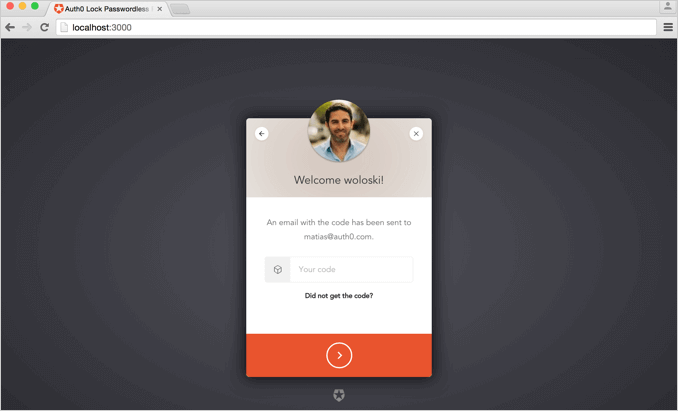 Auth0 Lock Passwordless
localhost:3000
Welcome woloski!
An email with the code has been sent to
matias@auth0.com.
Your code
Did not get the code?